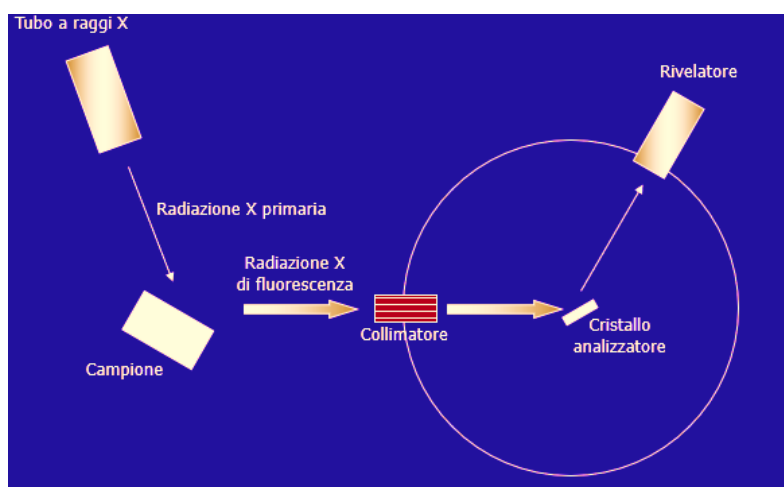 Tubo a raggi X
Rivelatore
Radiazione X primaria
Radiazione X
di fluorescenza
Collimatore
Cristallo
analizzatore
Campione